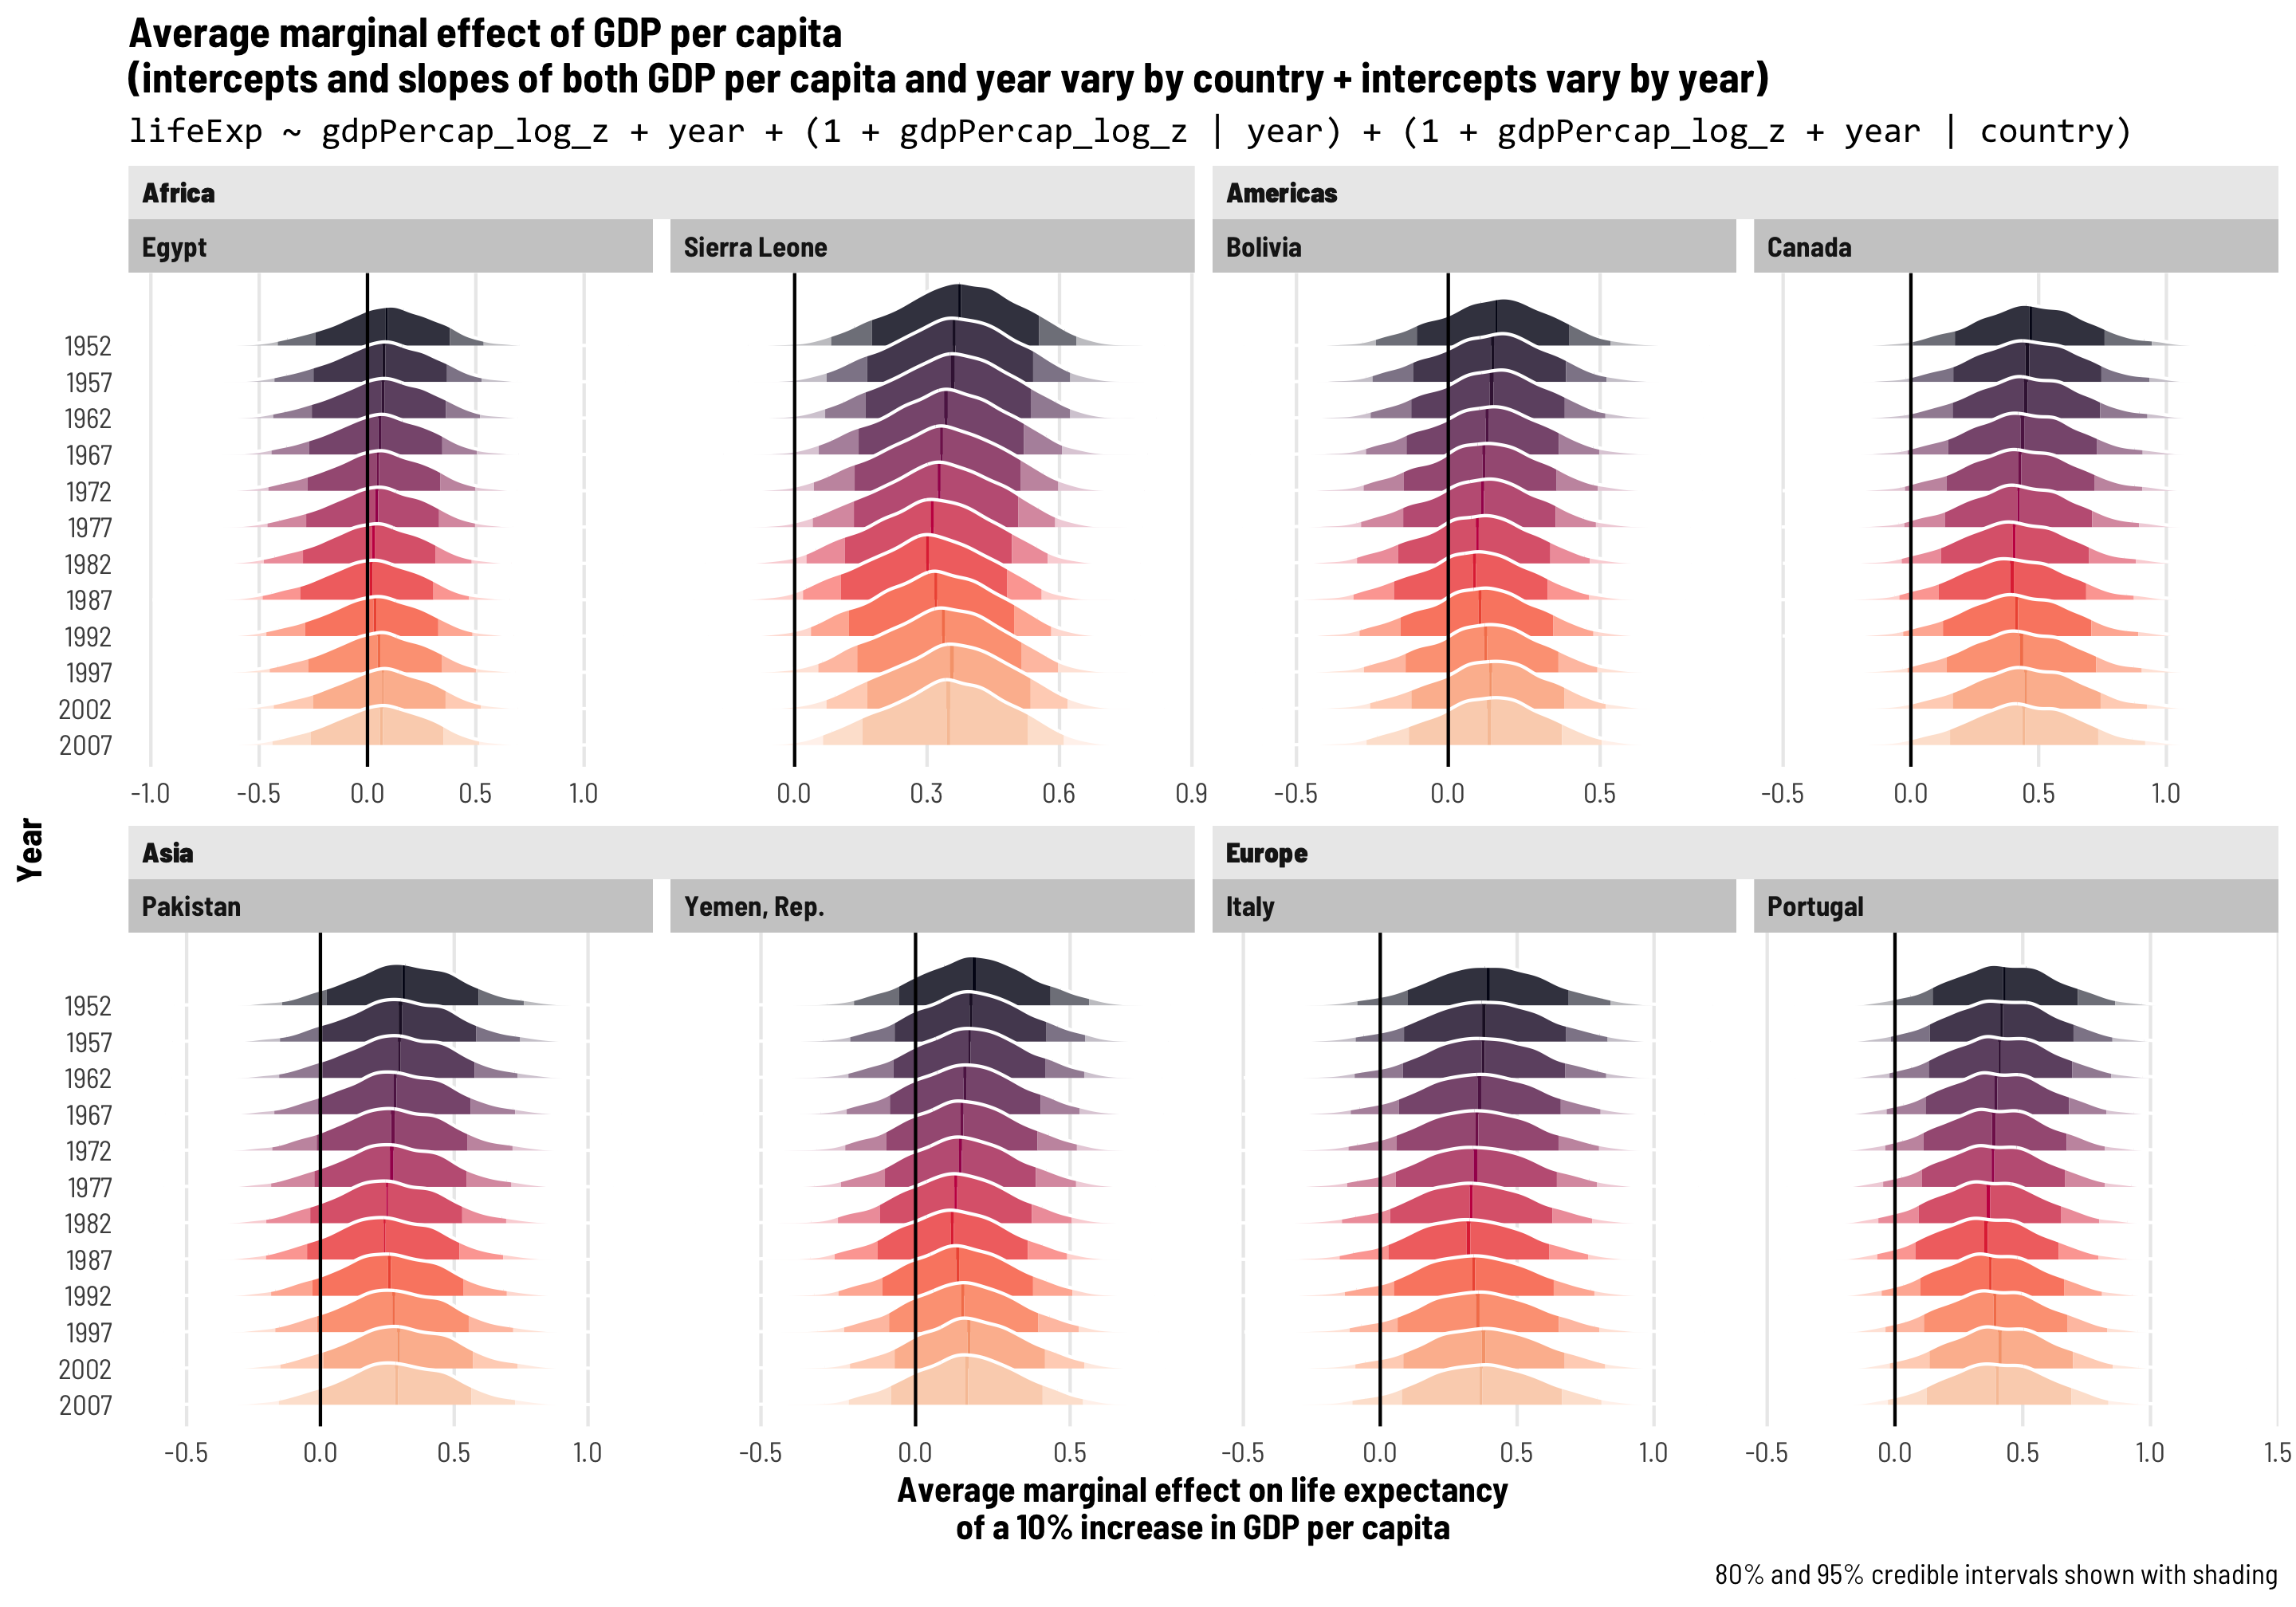 Average marginal effect of GDP per capita
(intercepts and slopes of both GDP per capita and year vary by country + intercepts vary by year)
lifeExp ~ gdpPercap_log_z + year + (1 + gdpPercap_log_z | year) + (1 + gdpPercap_log_z + year | country)
Africa
Americas
Egypt
Sierra Leone
Bolivia
Canada
1952
1957
1962
1967
1972
1977
1982
1987
1992
1997
2002
2007
-1.0 -0.5 0.0 0.5 1.0
0.0 0.3 0.6 0.9
-0.5 0.0 0.5
-0.5 0.0 0.5 1.0
Year
Asia
Europe
Pakistan
Yemen, Rep.
Italy
Portugal
1952
1957
1962
1967
1972
1977
1982
1987
1992
1997
2002
2007
-0.5 0.0 0.5 1.0
-0.5 0.0 0.5
-0.5 0.0 0.5 1.0
-0.5 0.0 0.5 1.0 1.5
Average marginal effect on life expectancy
of a 10% increase in GDP per capita
80% and 95% credible intervals shown with shading